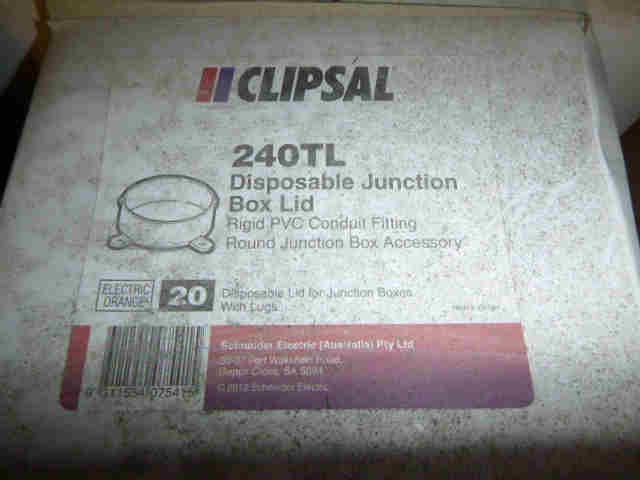 CLIPSAL
240TL
Disposable Junction
Box Lid
Rigid PVC Conduit Fitting
Round Junction Box Accessory
ELECTRIC
ORANGE
20
Disposable Lid for Junction Boxes
With Lugs
Schneider Electric (Australia) Pty Ltd
33-37 Port Wakefield Road,
Gepps Cross, SA 5094
© 2012 Schneider Electric